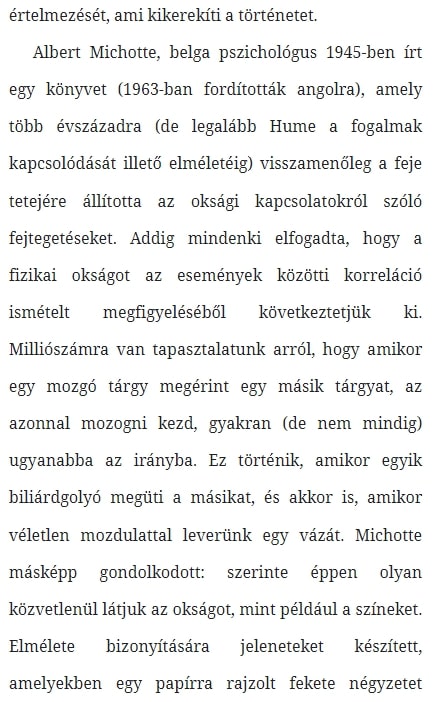 értelmezését, ami kikerekíti a történetet.
Albert Michotte, belga pszichológus 1945-ben írt
egy könyvet (1963-ban fordították angolra), amely
több évszázadra (de legalább Hume a fogalmak
kapcsolódását illető elméletéig) visszamenőleg a feje
tetejére állította az oksági kapcsolatokról szóló
fejtegetéseket. Addig mindenki elfogadta, hogy a
fizikai okságot az események közötti korreláció
ismételt megfigyeléséből következtetjük ki.
Milliószámra van tapasztalatunk arról, hogy amikor
egy mozgó tárgy megérint egy másik tárgyat, az
azonnal mozogni kezd, gyakran (de nem mindig)
ugyanabba az irányba. Ez történik, amikor egyik
biliárdgolyó megüti a másikat, és akkor is, amikor
véletlen mozdulattal leverünk egy vázát. Michotte
másképp gondolkodott: szerinte éppen olyan
közvetlenül látjuk az okságot, mint például a színeket.
Elmélete bizonyítására jeleneteket készített,
amelyekben egy papírra rajzolt fekete négyzetet